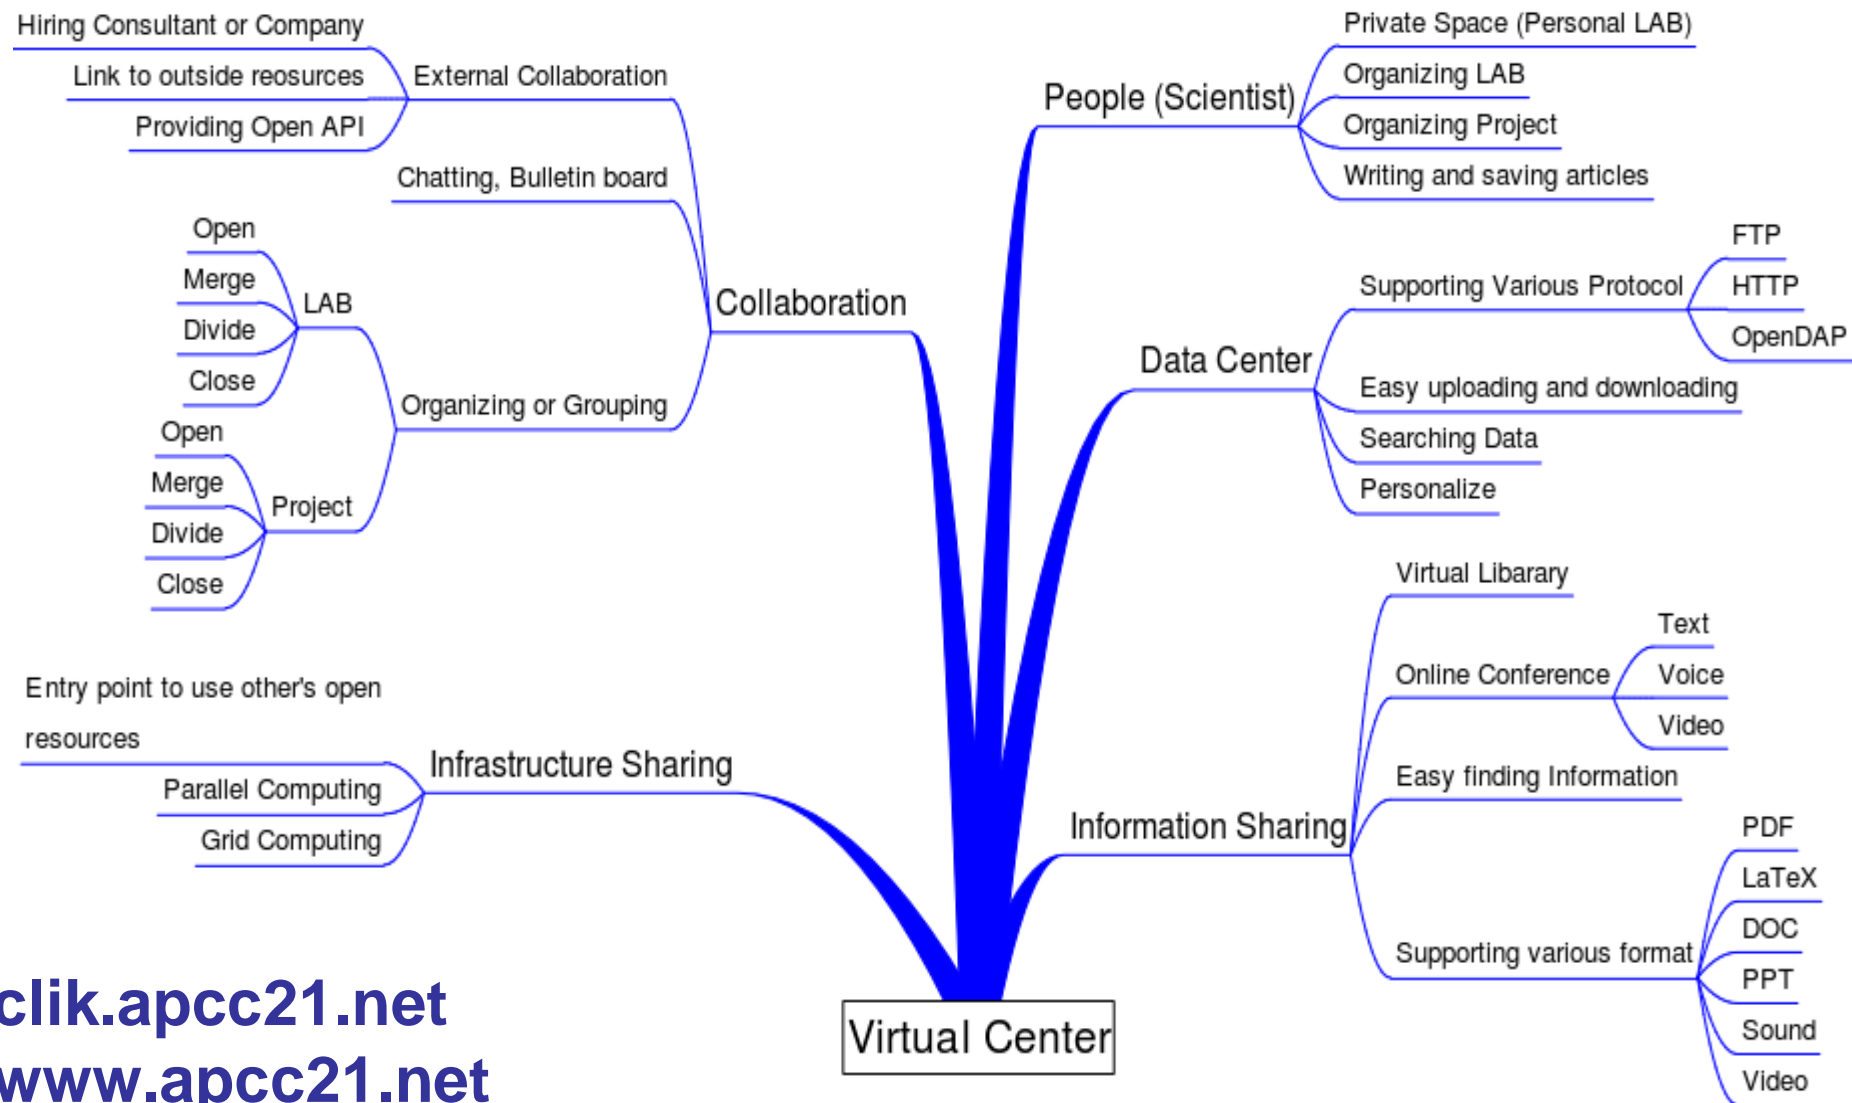 Hiring Consultant or Company
Link to outside reosurces
Providing Open API
External Collaboration
Chatting, Bulletin board
Open
Merge
Divide
Close
LAB
Open
Merge
Divide
Close
Project
Organizing or Grouping
Collaboration
Entry point to use other's open
resources
Parallel Computing
Grid Computing
Infrastructure Sharing
People (Scientist)
Private Space (Personal LAB)
Organizing LAB
Organizing Project
Writing and saving articles
Data Center
Supporting Various Protocol
FTP
HTTP
OpenDAP
Easy uploading and downloading
Searching Data
Personalize
Information Sharing
Virtual Libarary
Online Conference
Text
Voice
Video
Easy finding Information
Supporting various format
PDF
LaTeX
DOC
PPT
Sound
Video
Virtual Center
clik.apcc21.net
www.apcc21.net